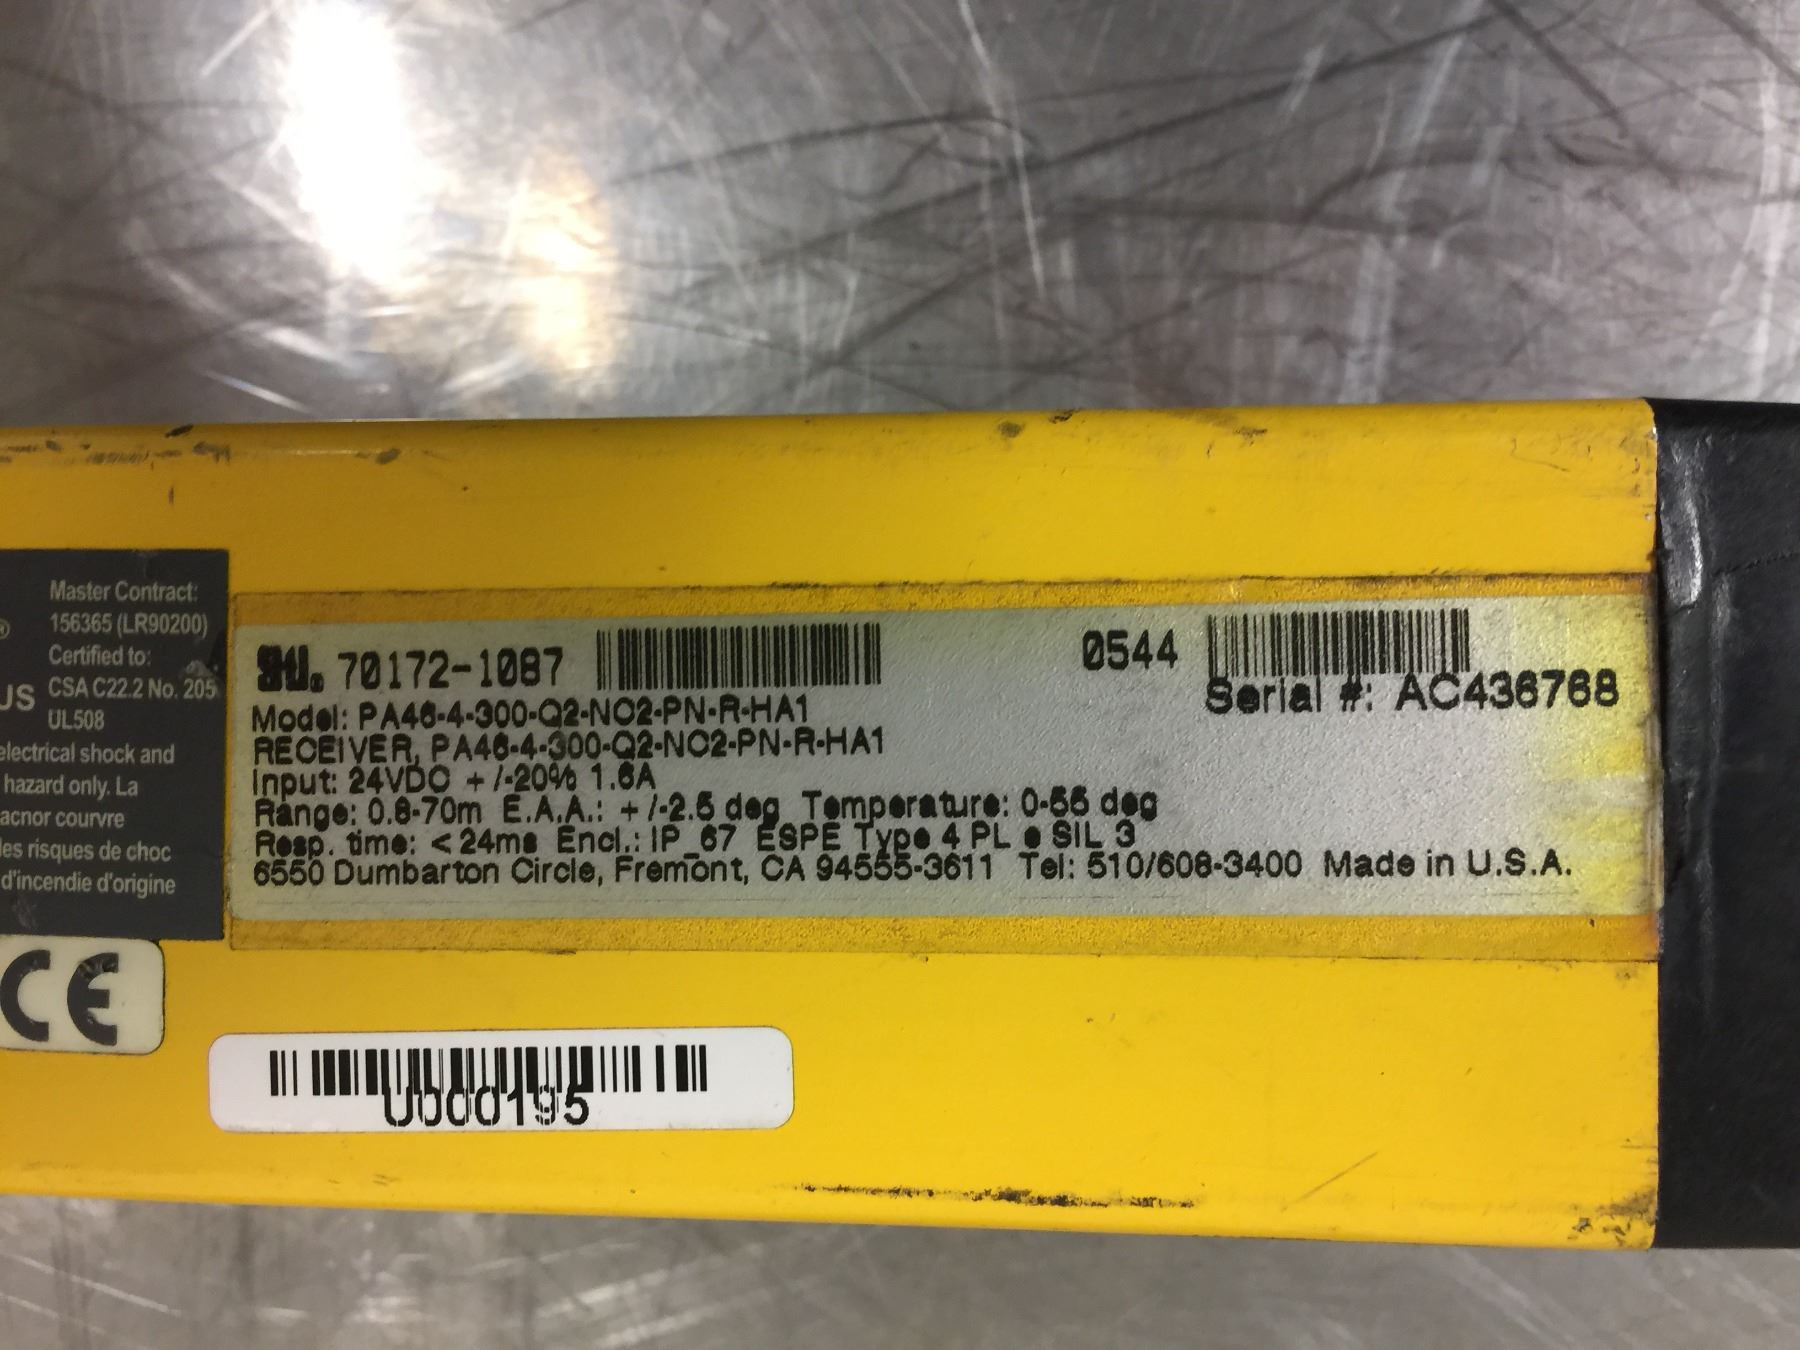 Master Contract:
156365 (LR90200)
Certified to:
US CSA C22.2 No. 205
UL508
electrical shock and
hazard only. La
acnor courvre
les risques de choc
d'incendie d'origine
CE
STI® 70172-1087
0544
Serial #: AC436768
Model: PA46-4-300-Q2-NO2-PN-R-HA1
RECEIVER, PA46-4-300-Q2-NO2-PN-R-HA1
Input: 24VDC +/-20% 1.6A
Range: 0.8-70m E.A.A.: +/-2.5 deg Temperature: 0-55 deg
Resp. time: <24ms Encl.: IP_67 ESPE Type 4 PL e SIL 3
6550 Dumbarton Circle, Fremont, CA 94555-3611 Tel: 510/608-3400 Made in U.S.A.
U000195